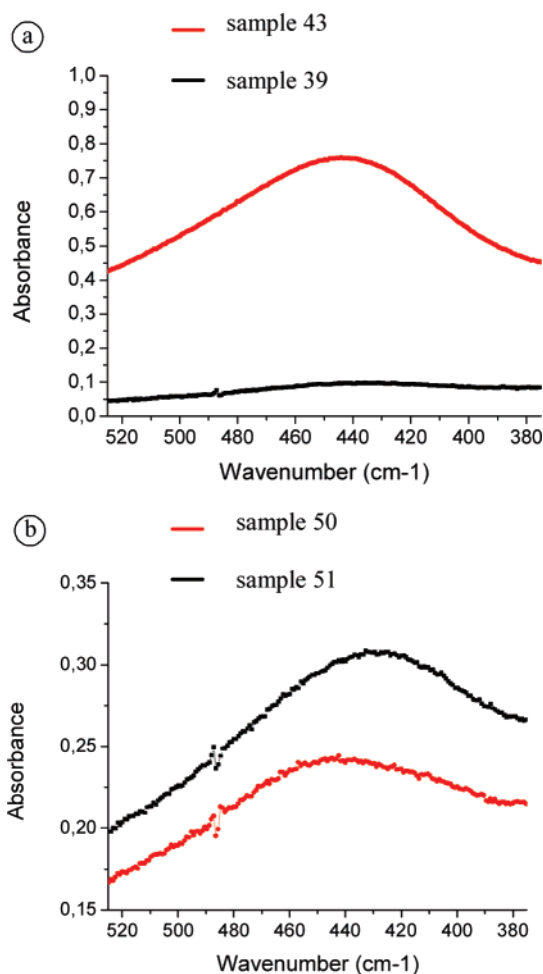 a
sample 43
sample 39
1,0
0,9
0,8
0,7
0,6
0,5
0,4
0,3
0,2
0,1
0,0
Absorbance
520 500 480 460 440 420 400 380
Wavenumber (cm-1)
b
sample 50
sample 51
0,35
0,30
0,25
0,20
0,15
Absorbance
520 500 480 460 440 420 400 380
Wavenumber (cm-1)